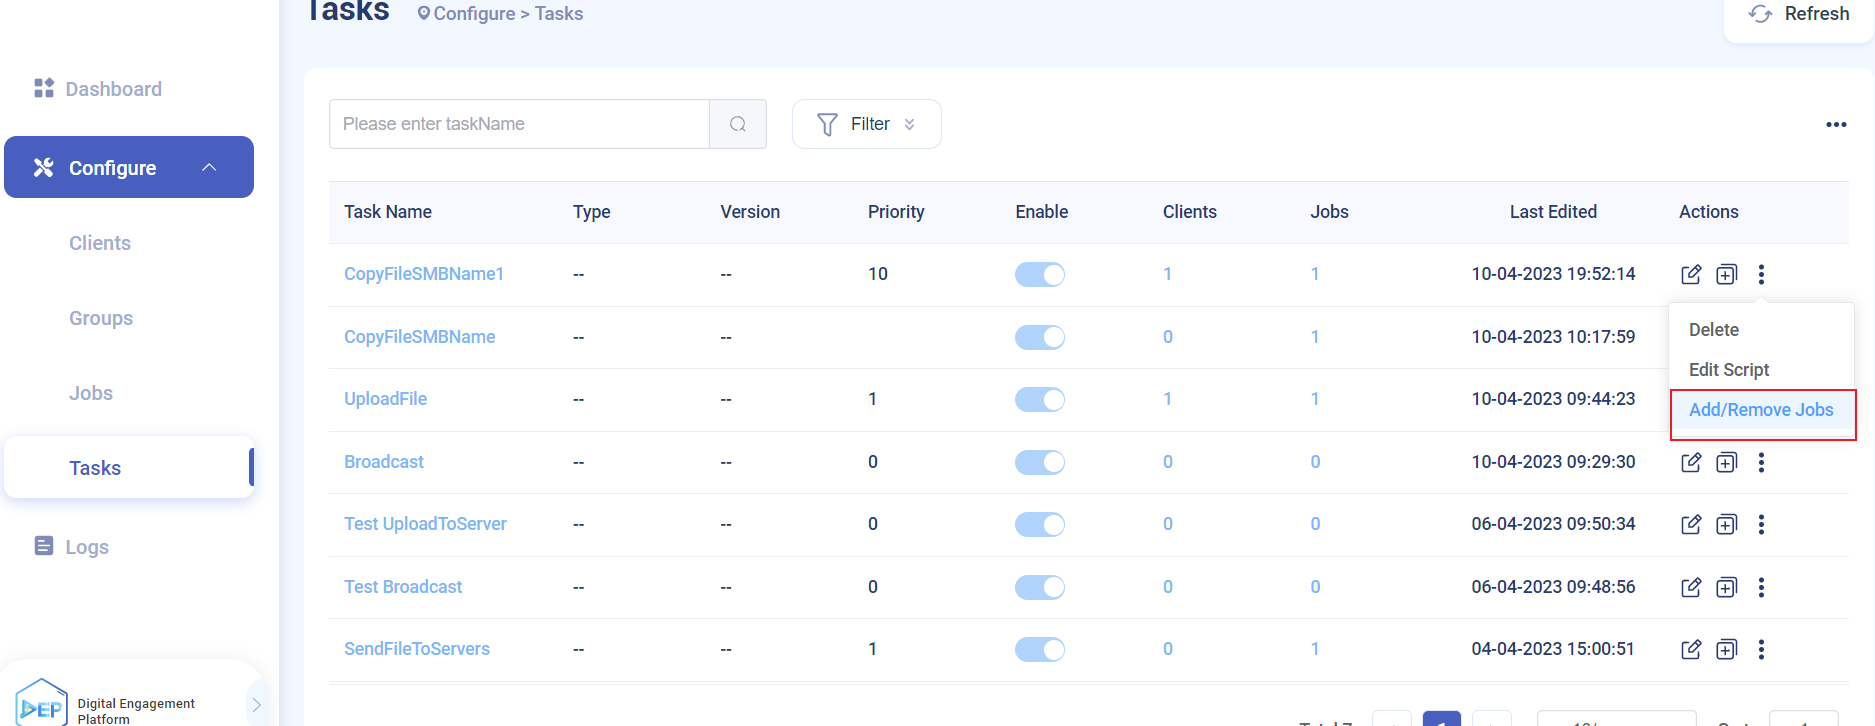 Tasks
Configure > Tasks
Refresh
Dashboard
Configure
Clients
Groups
Jobs
Tasks
Logs
DEP
Digital Engagement
Platform
Please enter taskName
Filter
Task Name Type Version Priority Enable Clients Jobs Last Edited Actions
CopyFileSMBName1 -- -- 10 1 1 10-04-2023 19:52:14
CopyFileSMBName -- -- 0 1 10-04-2023 10:17:59
UploadFile -- -- 1 1 1 10-04-2023 09:44:23
Broadcast -- -- 0 0 0 10-04-2023 09:29:30
Test UploadToServer -- -- 0 0 0 06-04-2023 09:50:34
Test Broadcast -- -- 0 0 0 06-04-2023 09:48:56
SendFileToServers -- -- 1 0 1 04-04-2023 15:00:51
Delete
Edit Script
Add/Remove Jobs
Total 7